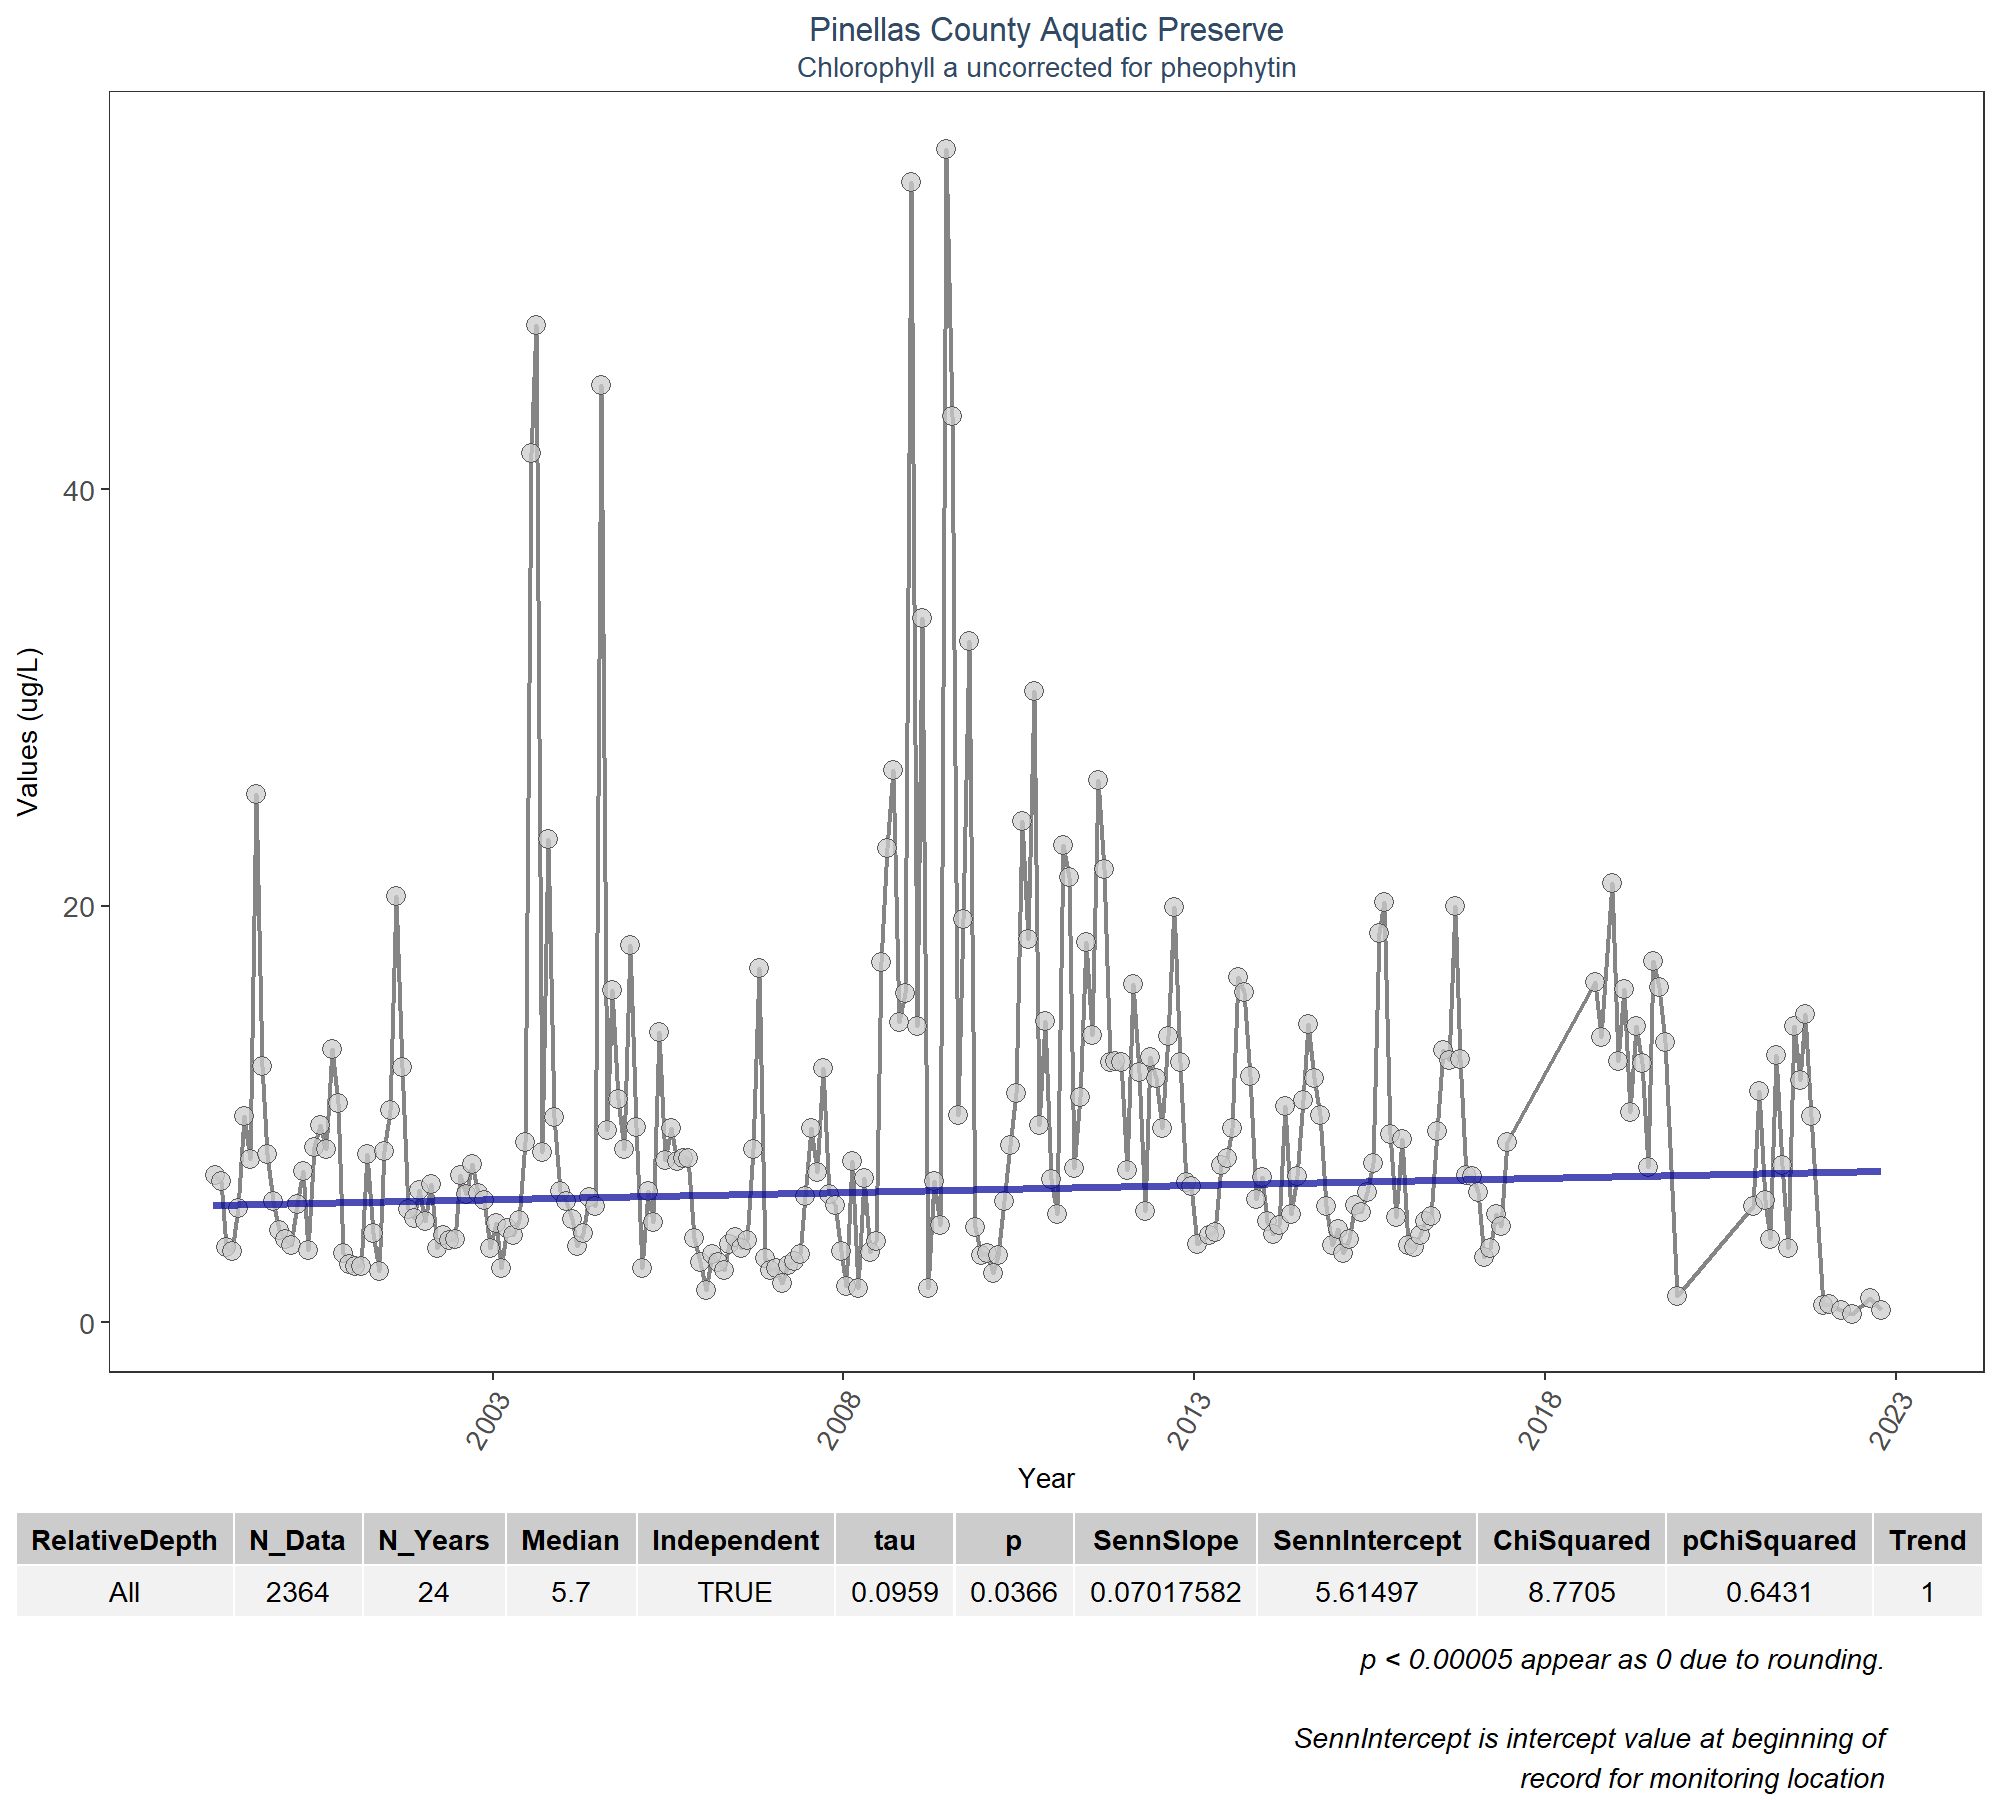 Pinellas County Aquatic Preserve
Chlorophyll a uncorrected for pheophytin
Values (ug/L)
40
20
0
2003 2008 2013 2018 2023
Year
RelativeDepth N_Data N_Years Median Independent tau p SennSlope SennIntercept ChiSquared pChiSquared Trend
All 2364 24 5.7 TRUE 0.0959 0.0366 0.07017582 5.61497 8.7705 0.6431 1
p < 0.00005 appear as 0 due to rounding.
SennIntercept is intercept value at beginning of
record for monitoring location